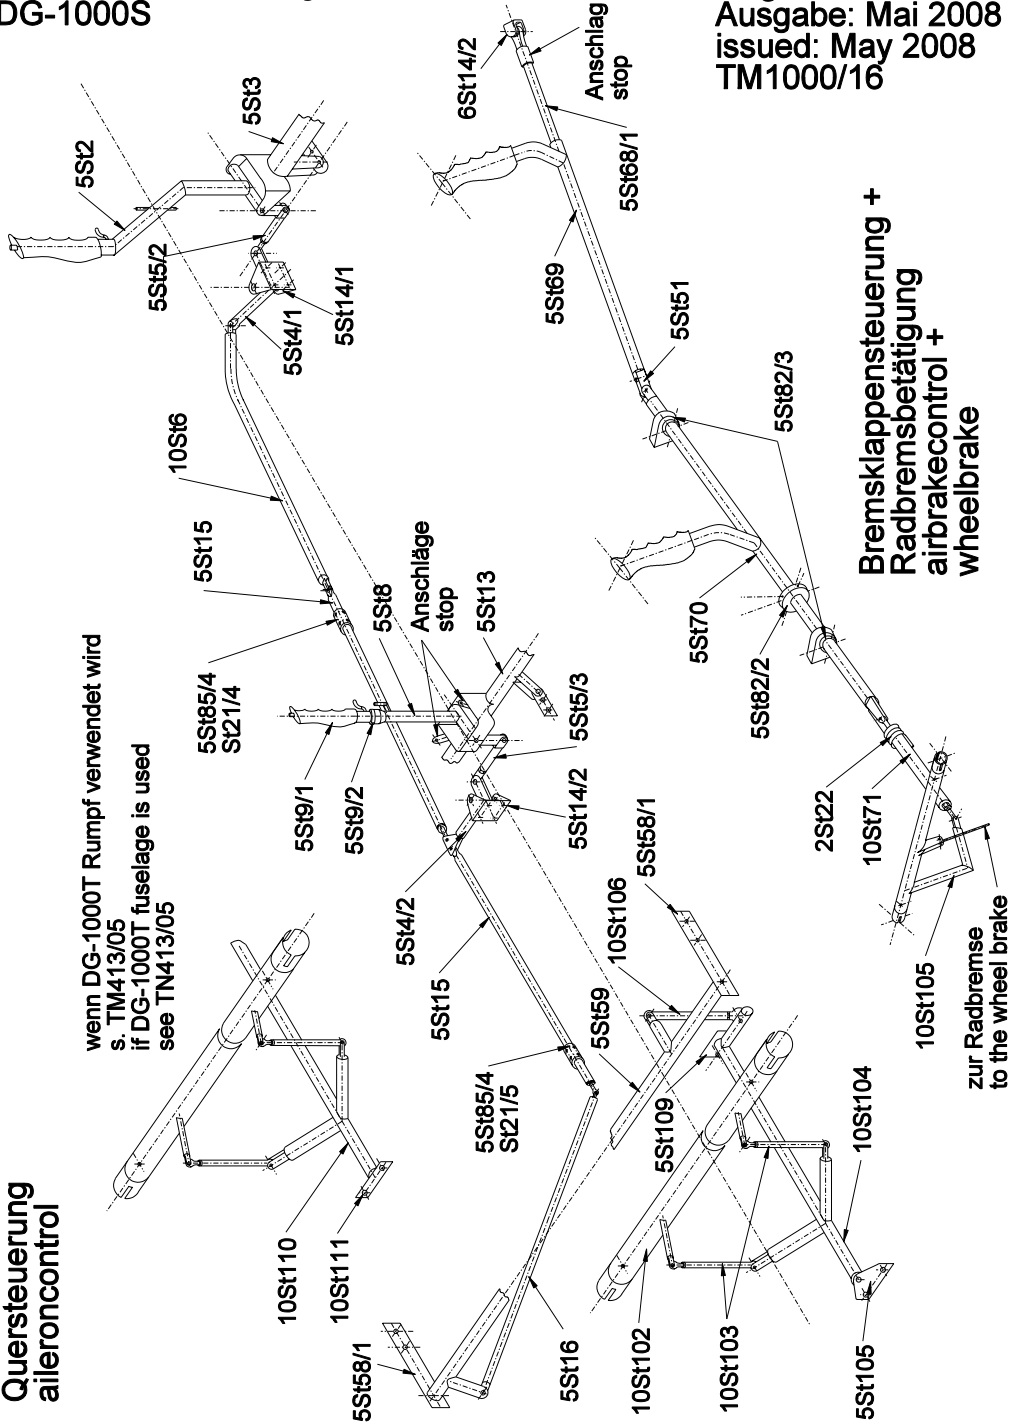 DG-1000S
Ausgabe: Mai 2008
issued: May 2008
TM1000/16
Quersteuerung
aileroncontrol
wenn DG-1000T Rumpf verwendet wird
s. TM413/05
if DG-1000T fuselage is used
see TN413/05
5St2
5St3
5St5/2
5St14/1
5St4/1
10St6
5St15
5St85/4
St21/4
5St8
Anschläge
stop
5St13
5St9/1
5St9/2
5St5/3
5St14/2
5St4/2
5St15
5St58/1
10St106
5St59
5St85/4
St21/5
5St109
10St110
10St111
5St58/1
5St16
10St102
10St103
10St104
5St105
6St14/2
Anschlag
stop
5St68/1
5St69
5St51
5St82/3
5St70
5St82/2
2St22
10St71
10St105
zur Radbremse
to the wheel brake
Bremsklappensteuerung +
Radbremsbetätigung
airbrakecontrol +
wheelbrake